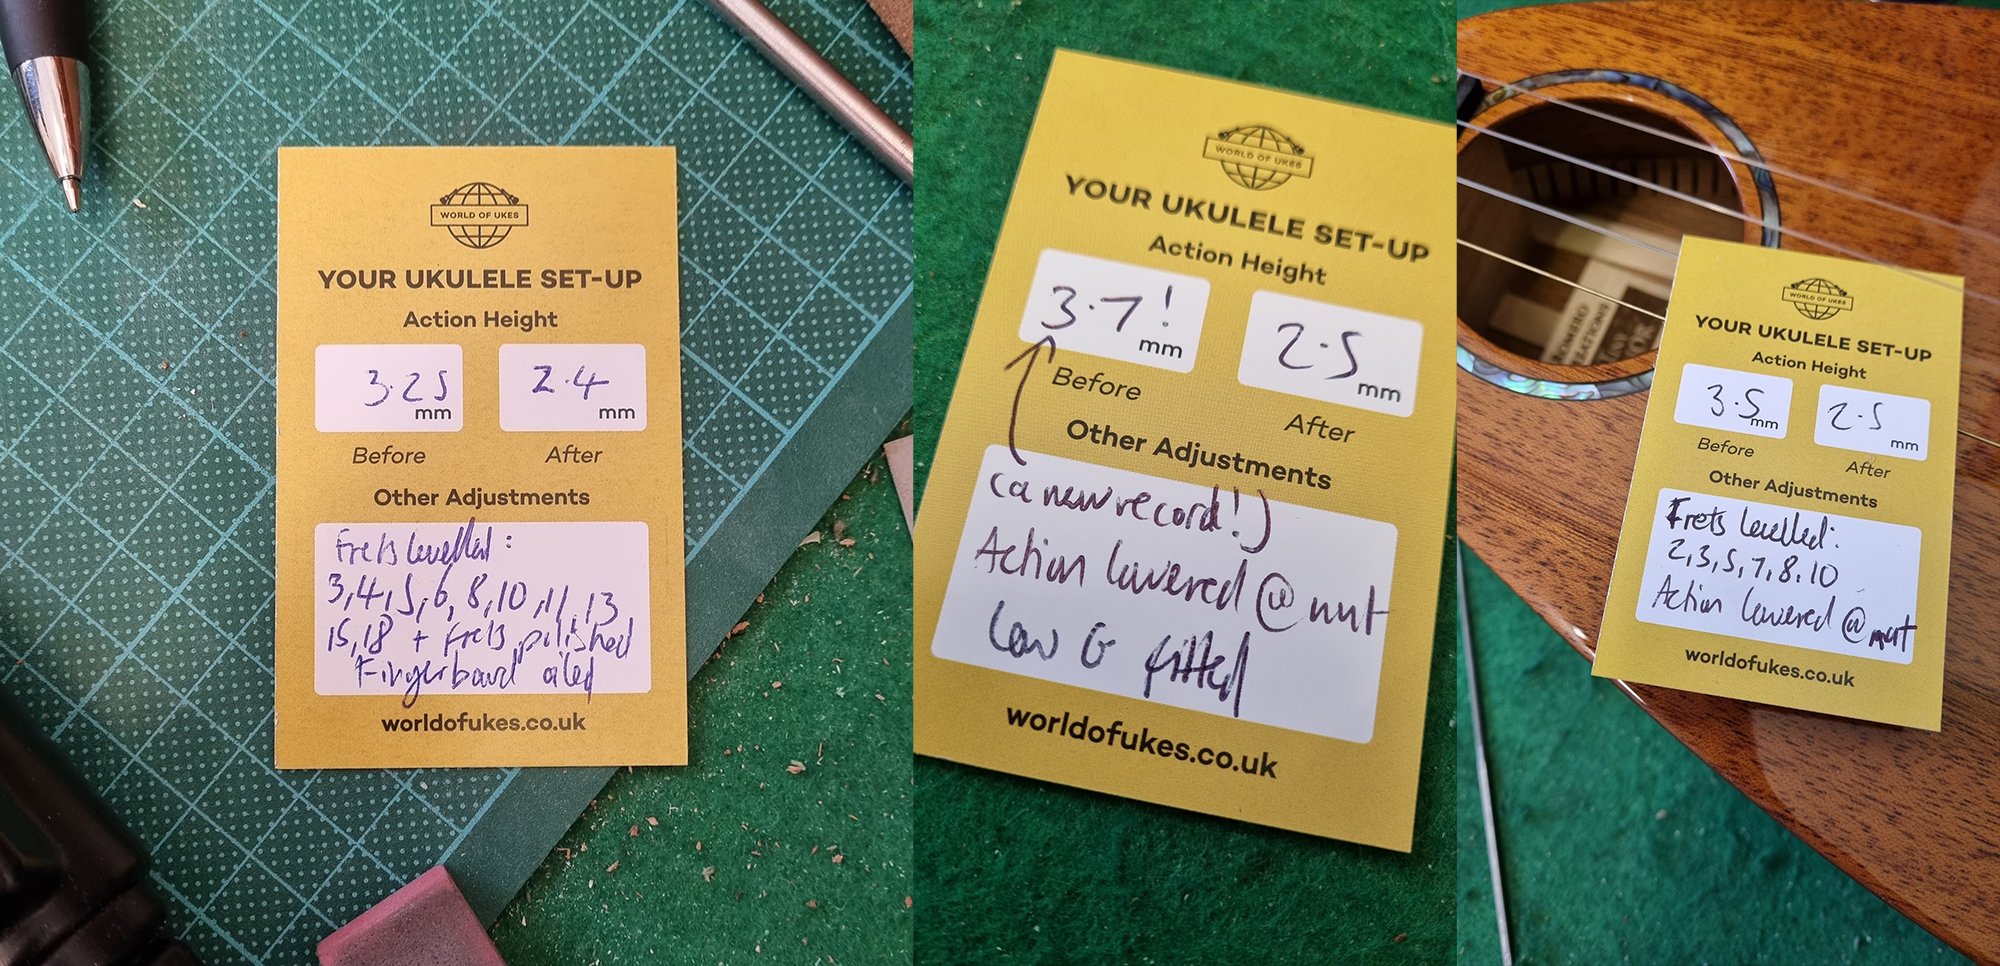 WORLD OF UKES
YOUR UKULELE SET-UP
Action Height
3.25 mm
2.4 mm
Before
After
Other Adjustments
Frets levelled:
3,4,5,6,8,10,11,13
15,18 + frets polished
Fingerboard oiled
worldofukes.co.uk
WORLD OF UKES
YOUR UKULELE SET-UP
Action Height
3.7! mm
2.5 mm
Before
After
Other Adjustments
(a new record!)
Action lowered @ nut
Low G fitted
worldofukes.co.uk
WORLD OF UKES
YOUR UKULELE SET-UP
Action Height
3.5 mm
2.5 mm
Before
After
Other Adjustments
Frets levelled:
2,3,5,7,8,10
Action lowered @ nut
worldofukes.co.uk